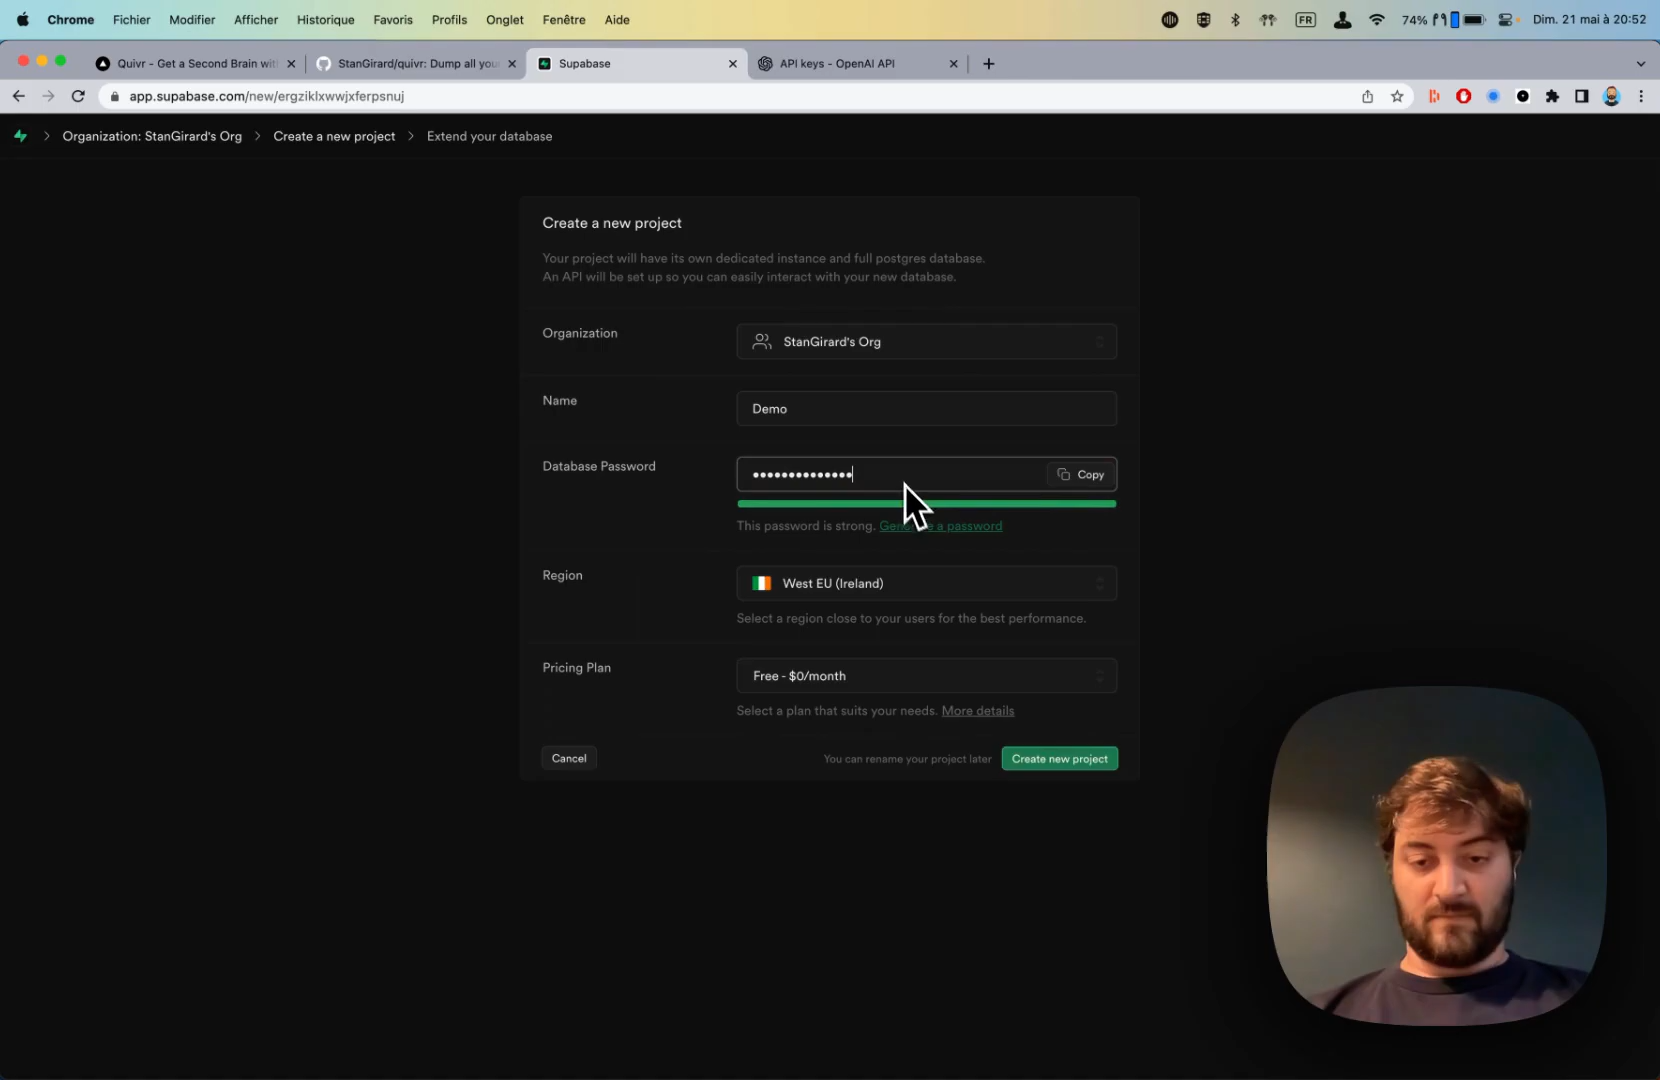 Chrome Fichier Modifier Afficher Historique Favoris Profils Onglet Fenêtre Aide FR 74% Dim. 21 mai à 20:52
Quivr - Get a Second Brain wit StanGirard/quivr: Dump all you Supabase API keys - OpenAI API
app.supabase.com/new/ergziklxwwjxferpsnuj
Organization: StanGirard's Org Create a new project Extend your database
Create a new project
Your project will have its own dedicated instance and full postgres database.
An API will be set up so you can easily interact with your new database.
Organization StanGirard's Org
Name Demo
Database Password •••••••••••••• Copy
This password is strong. Generate a password
Region West EU (Ireland)
Select a region close to your users for the best performance.
Pricing Plan Free - $0/month
Select a plan that suits your needs. More details
Cancel You can rename your project later Create new project